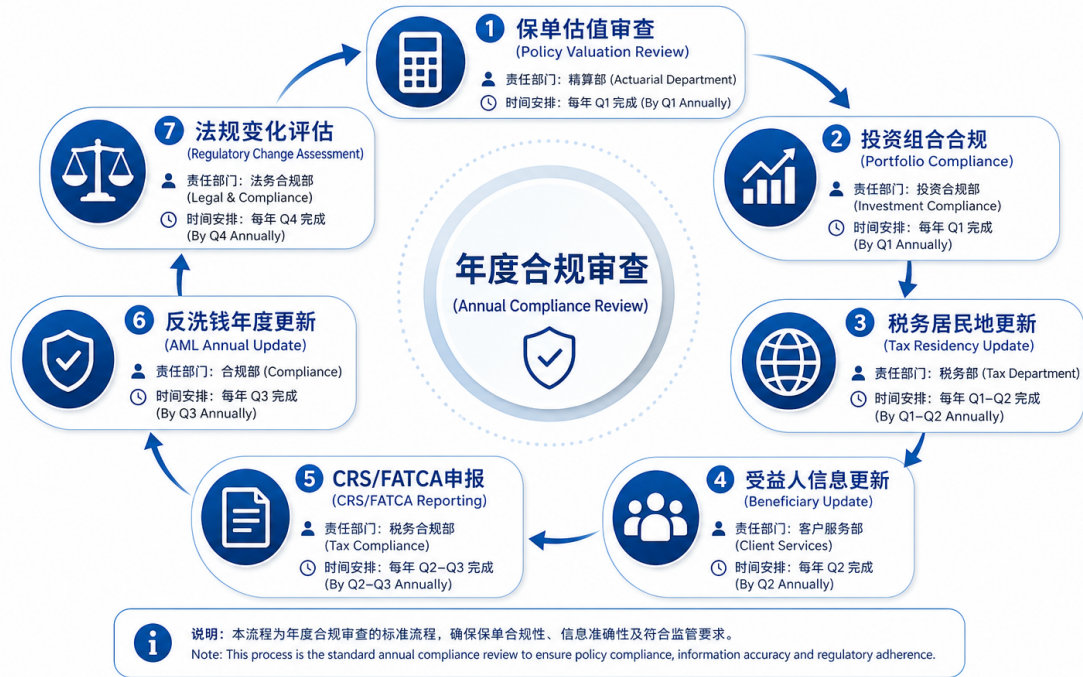 1 保单估值审查
(Policy Valuation Review)
责任部门：精算部 (Actuarial Department)
时间安排：每年 Q1 完成 (By Q1 Annually)
2 投资组合合规
(Portfolio Compliance)
责任部门：投资合规部
(Investment Compliance)
时间安排：每年 Q1 完成
(By Q1 Annually)
3 税务居民地更新
(Tax Residency Update)
责任部门：税务部 (Tax Department)
时间安排：每年 Q1–Q2 完成
(By Q1–Q2 Annually)
4 受益人信息更新
(Beneficiary Update)
责任部门：客户服务部
(Client Services)
时间安排：每年 Q2 完成
(By Q2 Annually)
5 CRS/FATCA申报
(CRS/FATCA Reporting)
责任部门：税务合规部
(Tax Compliance)
时间安排：每年 Q2–Q3 完成
(By Q2–Q3 Annually)
6 反洗钱年度更新
(AML Annual Update)
责任部门：合规部 (Compliance)
时间安排：每年 Q3 完成
(By Q3 Annually)
7 法规变化评估
(Regulatory Change Assessment)
责任部门：法务合规部
(Legal & Compliance)
时间安排：每年 Q4 完成
(By Q4 Annually)
年度合规审查
(Annual Compliance Review)
说明：本流程为年度合规审查的标准流程，确保保单合规性、信息准确性及符合监管要求。
Note: This process is the standard annual compliance review to ensure policy compliance, information accuracy and regulatory adherence.